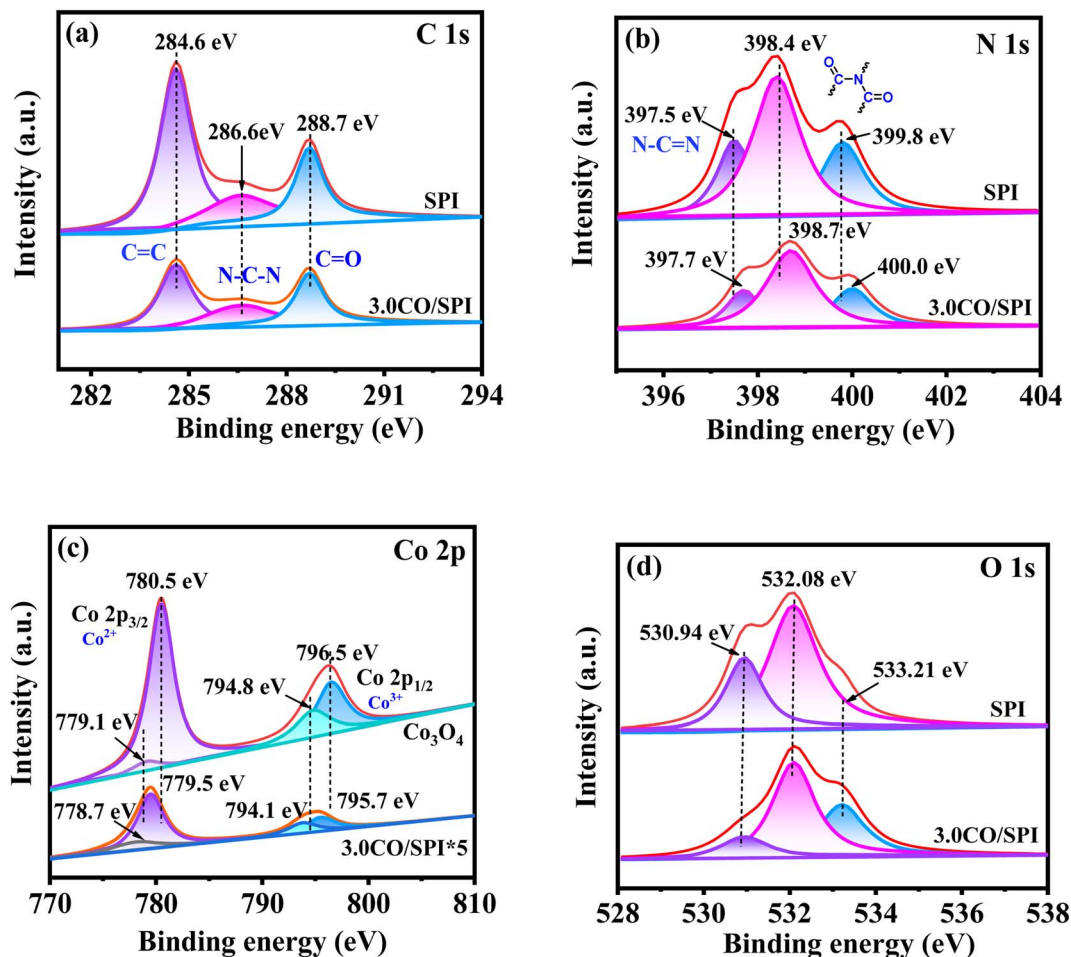 (a)
C 1s
284.6 eV
286.6eV
288.7 eV
SPI
C=C
N-C-N
C=O
3.0CO/SPI
Intensity (a.u.)
282 285 288 291 294
Binding energy (eV)
(b)
N 1s
398.4 eV
O
C
N
C=O
397.5 eV
N-C=N
399.8 eV
SPI
398.7 eV
397.7 eV
400.0 eV
3.0CO/SPI
Intensity (a.u.)
396 398 400 402 404
Binding energy (eV)
(c)
Co 2p
780.5 eV
Co 2p3/2
Co2+
796.5 eV
794.8 eV
Co 2p1/2
Co3+
779.1 eV
Co3O4
779.5 eV
778.7 eV
794.1 eV
795.7 eV
3.0CO/SPI*5
Intensity (a.u.)
770 780 790 800 810
Binding energy (eV)
(d)
O 1s
532.08 eV
530.94 eV
533.21 eV
SPI
3.0CO/SPI
Intensity (a.u.)
528 530 532 534 536 538
Binding energy (eV)